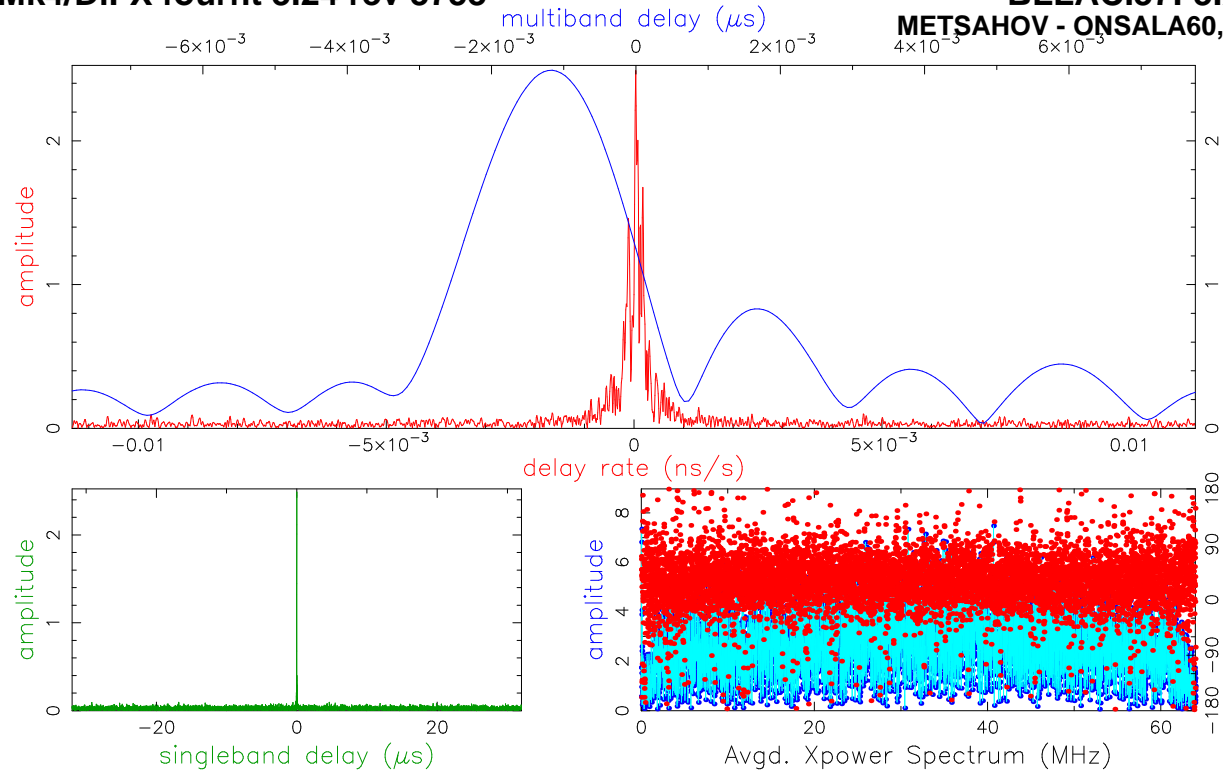 multiband delay (μs)
METSAHOV - ONSALA60,
−6×10⁻³ −4×10⁻³ −2×10⁻³ 0 2×10⁻³ 4×10⁻³ 6×10⁻³
amplitude
2 2
1 1
0 0
−0.01 −5×10⁻³ 0 5×10⁻³ 0.01
delay rate (ns/s)
amplitude
2
1
0
−20 0 20
singleband delay (μs)
amplitude
8 180
6 90
4 0
2 −90
0 −180
0 20 40 60
Avgd. Xpower Spectrum (MHz)